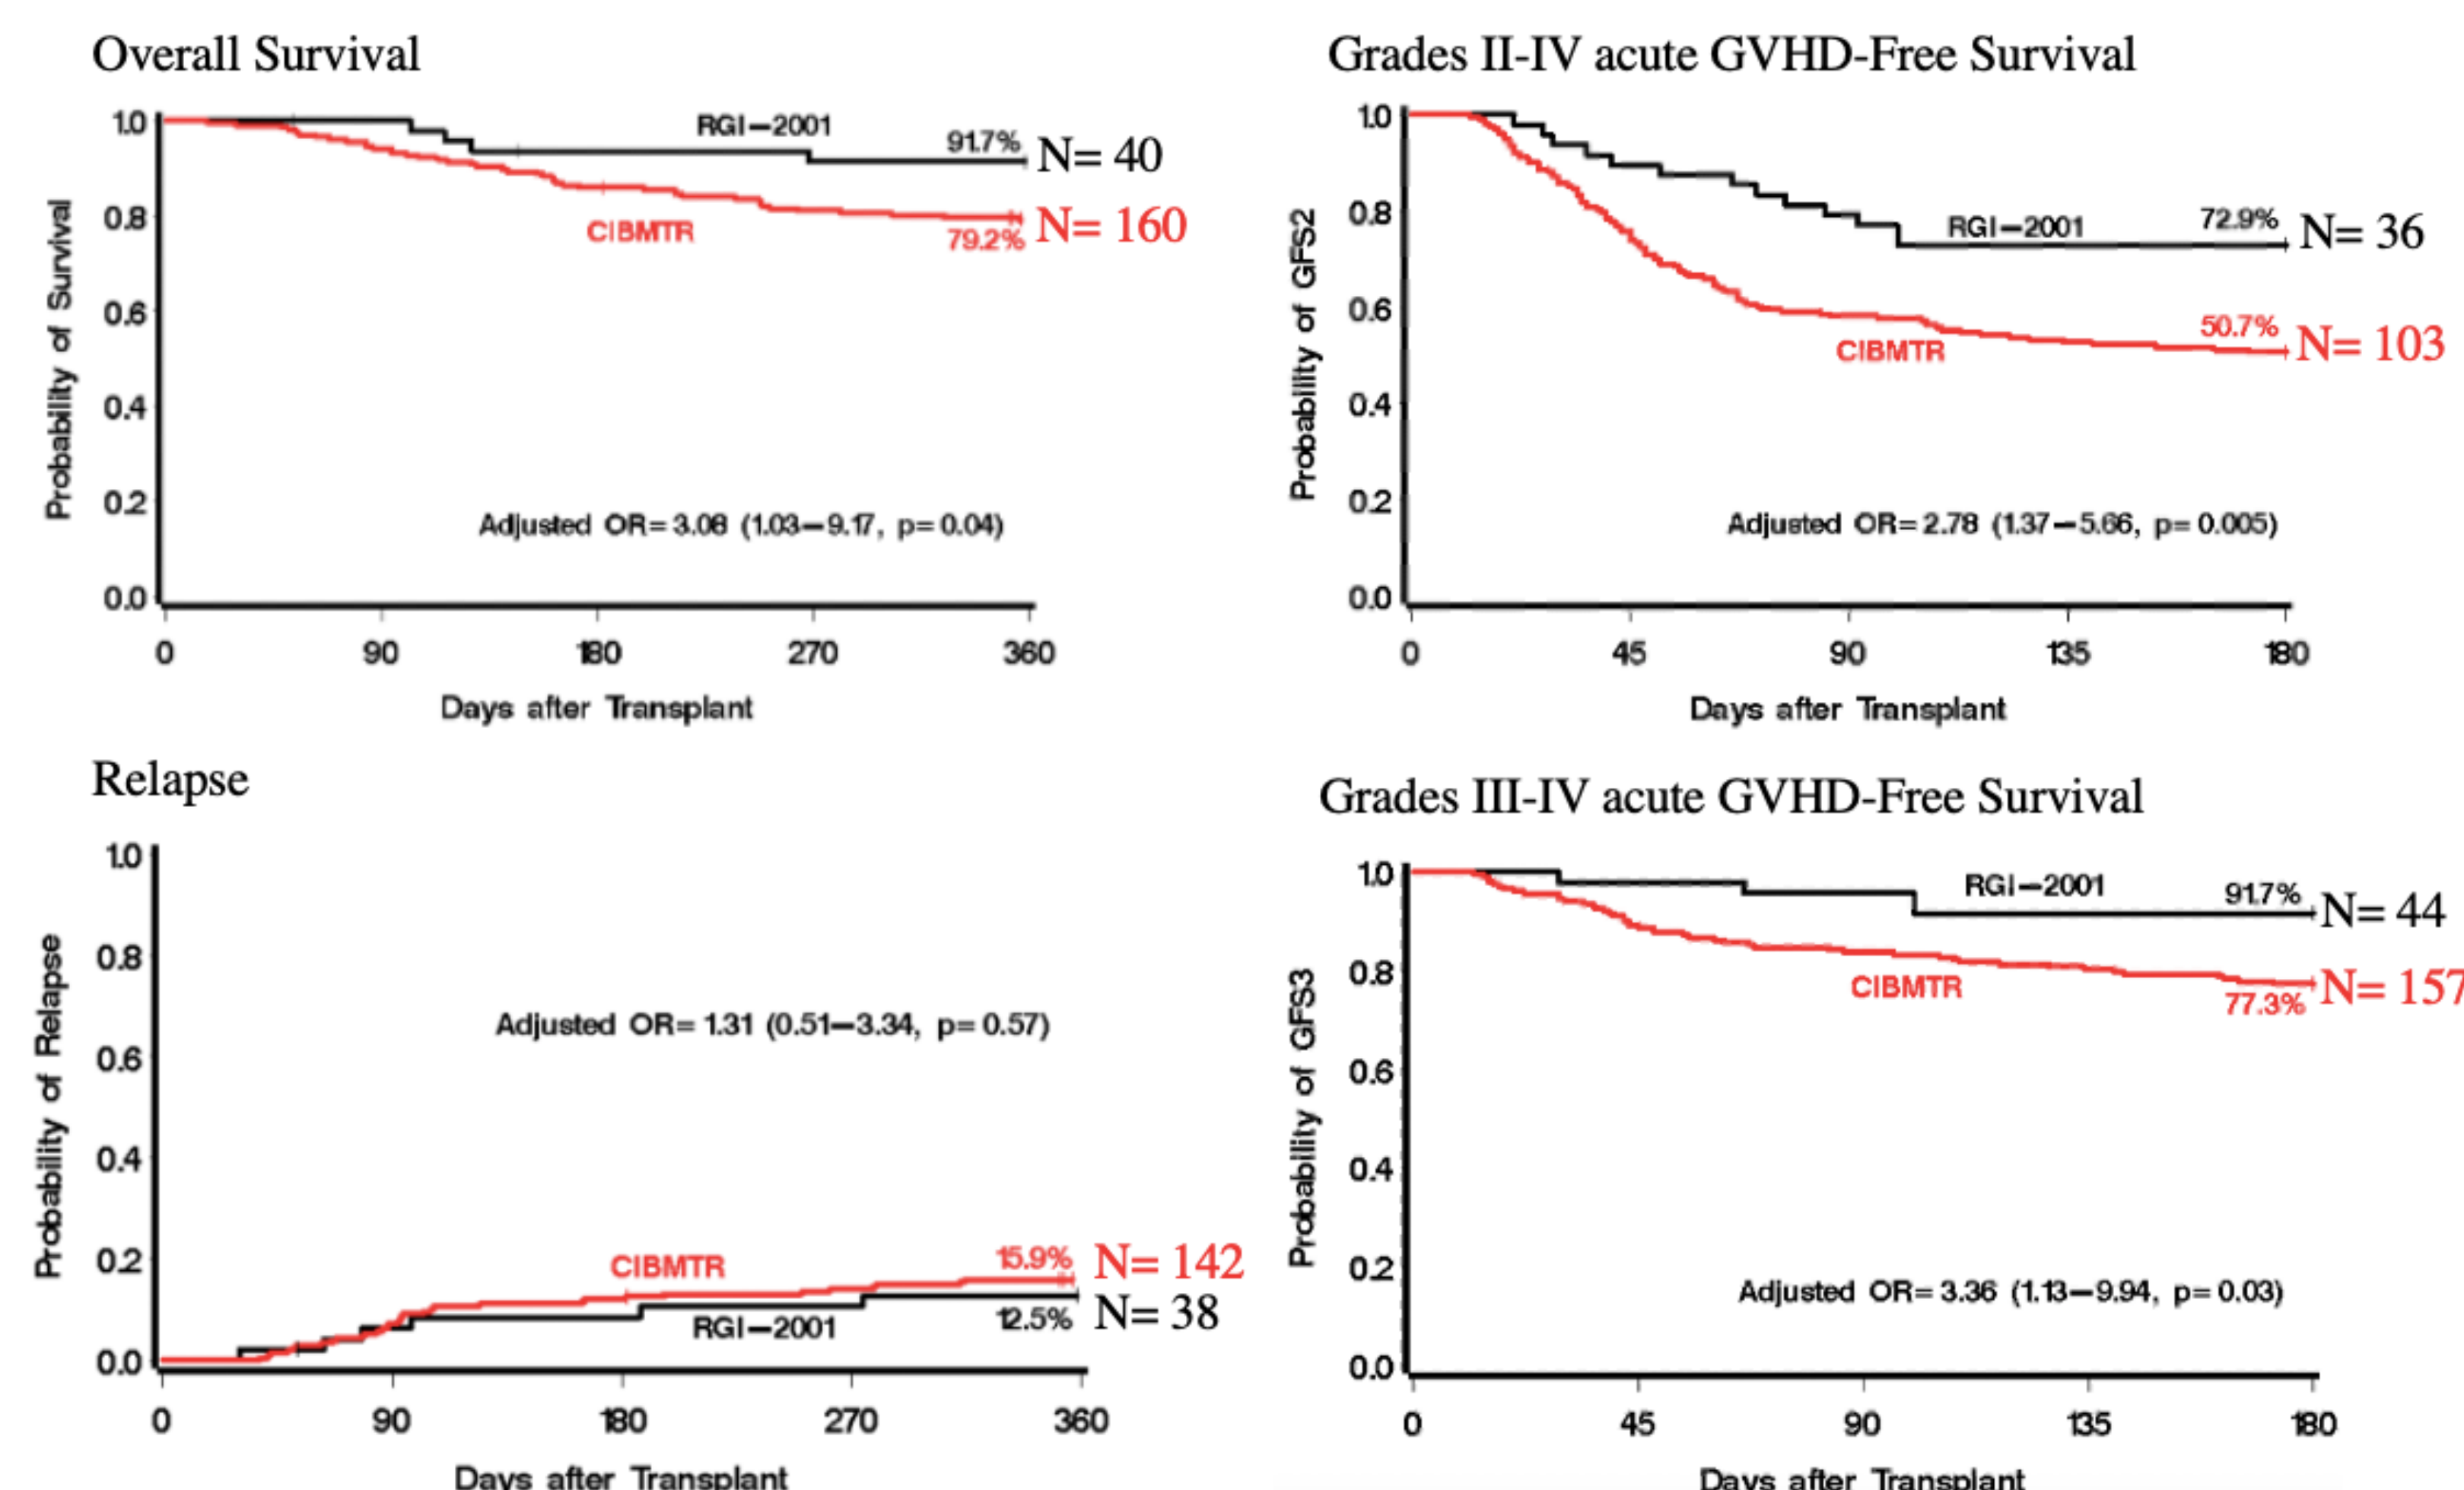 Overall Survival
1.0
0.8
0.6
0.4
0.2
0.0
Probability of Survival
RGI-2001
91.7%
N= 40
CIBMTR
79.2%
N= 160
Adjusted OR= 3.08 (1.03-9.17, p= 0.04)
0 90 180 270 360
Days after Transplant
Grades II-IV acute GVHD-Free Survival
1.0
0.8
0.6
0.4
0.2
0.0
Probability of GFS2
RGI-2001
72.9%
N= 36
CIBMTR
50.7%
N= 103
Adjusted OR= 2.78 (1.37-5.66, p= 0.005)
0 45 90 135 180
Days after Transplant
Relapse
1.0
0.8
0.6
0.4
0.2
0.0
Probability of Relapse
Adjusted OR= 1.31 (0.51-3.34, p= 0.57)
CIBMTR
15.9%
N= 142
RGI-2001
12.5%
N= 38
0 90 180 270 360
Days after Transplant
Grades III-IV acute GVHD-Free Survival
1.0
0.8
0.6
0.4
0.2
0.0
Probability of GFS3
RGI-2001
91.7%
N= 44
CIBMTR
77.3%
N= 157
Adjusted OR= 3.36 (1.13-9.94, p= 0.03)
0 45 90 135 180
Days after Transplant